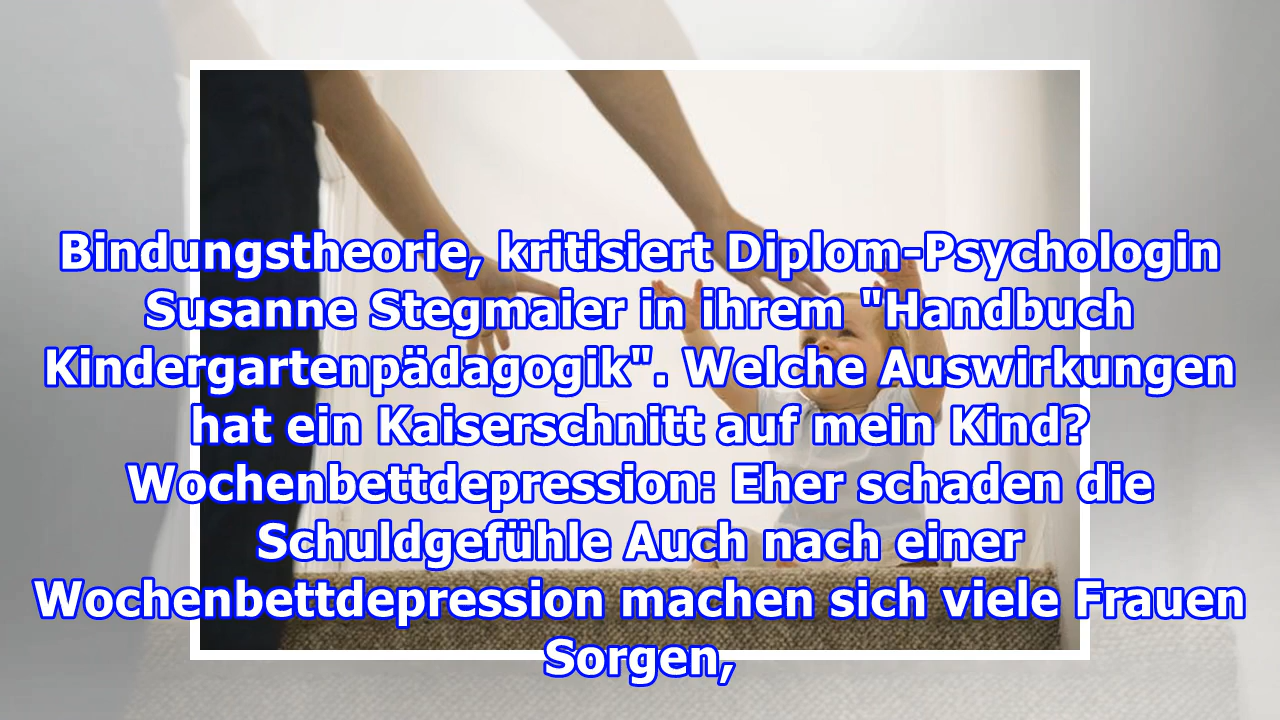 Bindungstheorie, kritisiert Diplom-Psychologin
Susanne Stegmaier in ihrem "Handbuch
Kindergartenpädagogik". Welche Auswirkungen
hat ein Kaiserschnitt auf mein Kind?
Wochenbettdepression: Eher schaden die
Schuldgefühle Auch nach einer
Wochenbettdepression machen sich viele Frauen
Sorgen,